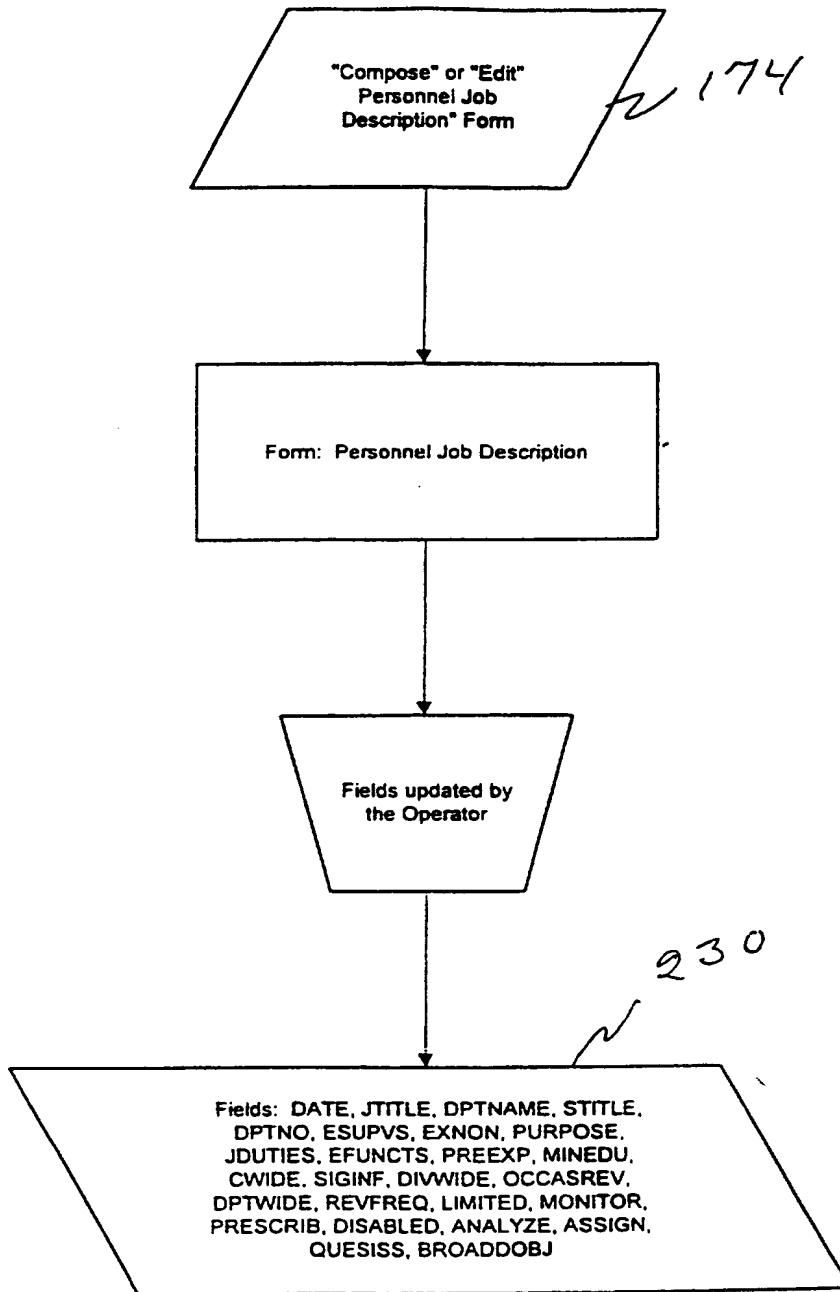 "Compose" or "Edit"
Personnel Job
Description" Form
174
Form: Personnel Job Description
Fields updated by
the Operator
230
Fields: DATE, JTITLE, DPTNAME, STITLE,
DPTNO, ESUPVS, EXNON, PURPOSE,
JDUTIES, EFUNCTS, PREEXP, MINEDU,
CWIDE, SIGINF, DIVWIDE, OCCASREV,
DPTWIDE, REVFREQ, LIMITED, MONITOR,
PRESCRIB, DISABLED, ANALYZE, ASSIGN,
QUESISS, BROADDOBJ